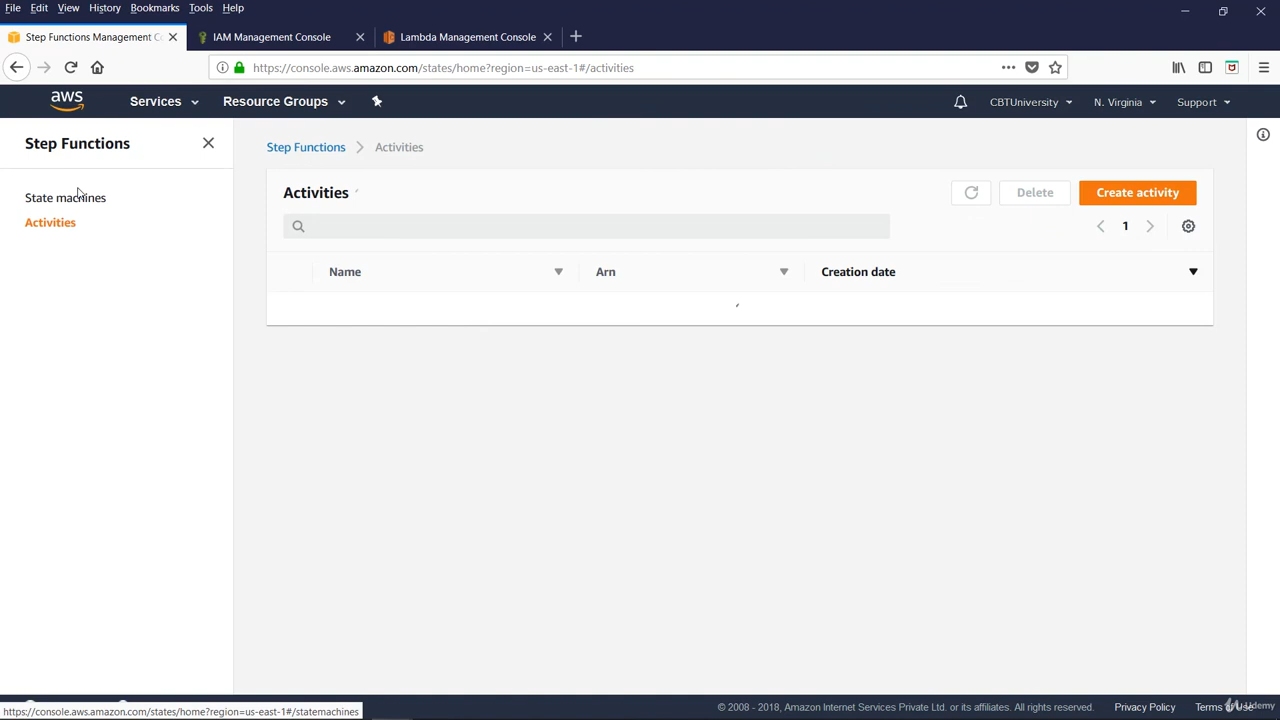 File Edit View History Bookmarks Tools Help
Step Functions Management C
IAM Management Console
Lambda Management Console
https://console.aws.amazon.com/states/home?region=us-east-1#/activities
aws Services Resource Groups CBTUniversity N. Virginia Support
Step Functions
State machines
Activities
Step Functions Activities
Activities
Delete
Create activity
1
Name Arn Creation date
https://console.aws.amazon.com/states/home?region=us-east-1#/statemachines
© 2008 - 2018, Amazon Internet Services Private Ltd. or its affiliates. All rights reserved. Privacy Policy Terms of Use
Udemy